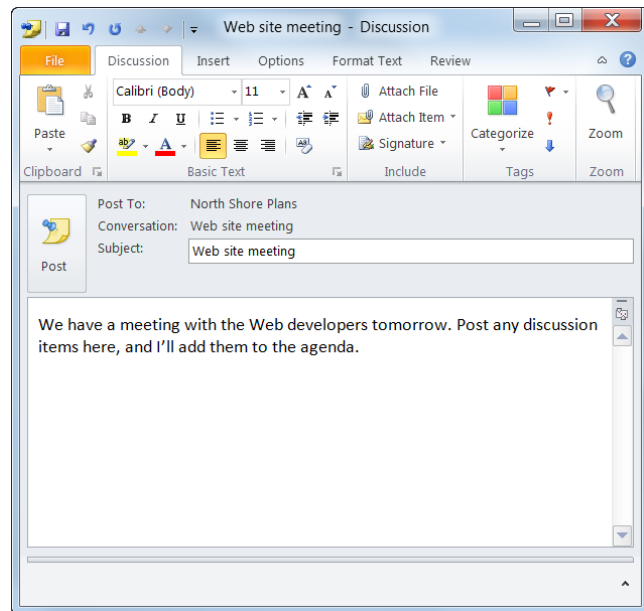 Web site meeting - Discussion
File Discussion Insert Options Format Text Review
Calibri (Body) 11 A A Attach File
Paste B I U Attach Item Categorize Zoom
ab A Aa Signature
Clipboard Basic Text Include Tags Zoom
Post To: North Shore Plans
Conversation: Web site meeting
Subject: Web site meeting
Post
We have a meeting with the Web developers tomorrow. Post any discussion
items here, and I’ll add them to the agenda.